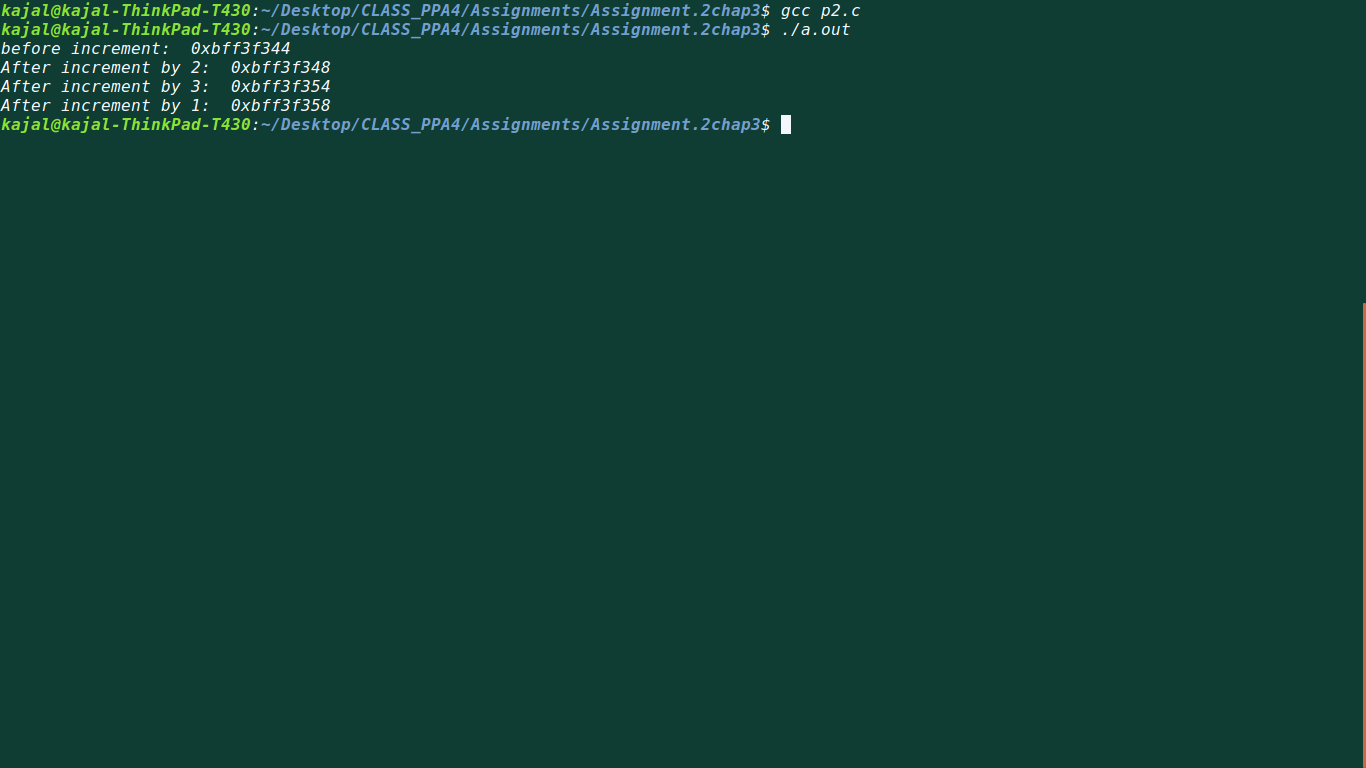 kajal@kajal-ThinkPad-T430:~/Desktop/CLASS_PPA4/Assignments/Assignment.2chap3$ gcc p2.c
kajal@kajal-ThinkPad-T430:~/Desktop/CLASS_PPA4/Assignments/Assignment.2chap3$ ./a.out
before increment:  0xbff3f344
After increment by 2:  0xbff3f348
After increment by 3:  0xbff3f354
After increment by 1:  0xbff3f358
kajal@kajal-ThinkPad-T430:~/Desktop/CLASS_PPA4/Assignments/Assignment.2chap3$